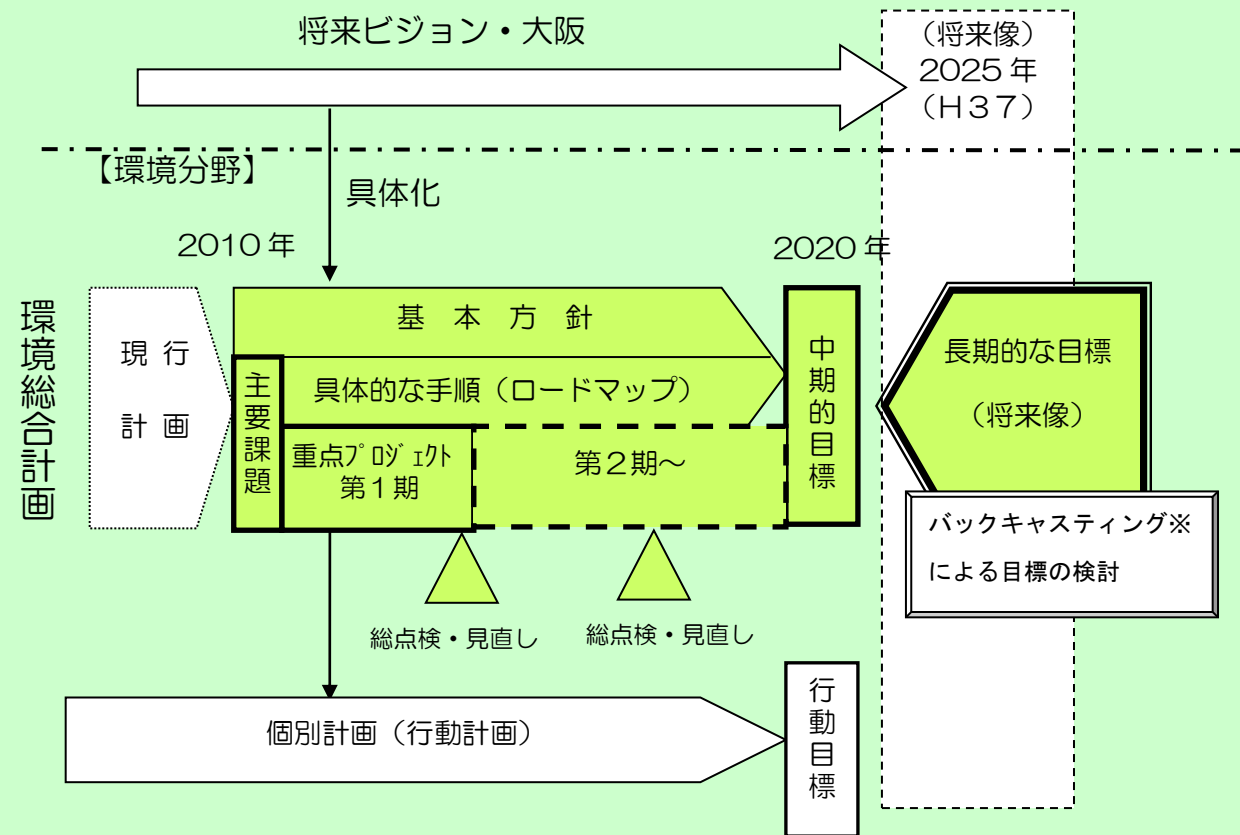 将来ビジョン・大阪
（将来像）
2025年
（H37）
【環境分野】
具体化
2010年
2020年
環境総合計画
現 行
計 画
基 本 方 針
主要課題
具体的な手順（ロードマップ）
重点ﾌﾟﾛｼﾞｪｸﾄ
第１期
第２期～
中期的目標
長期的な目標
（将来像）
バックキャスティング※
による目標の検討
総点検・見直し
総点検・見直し
個別計画（行動計画）
行動目標